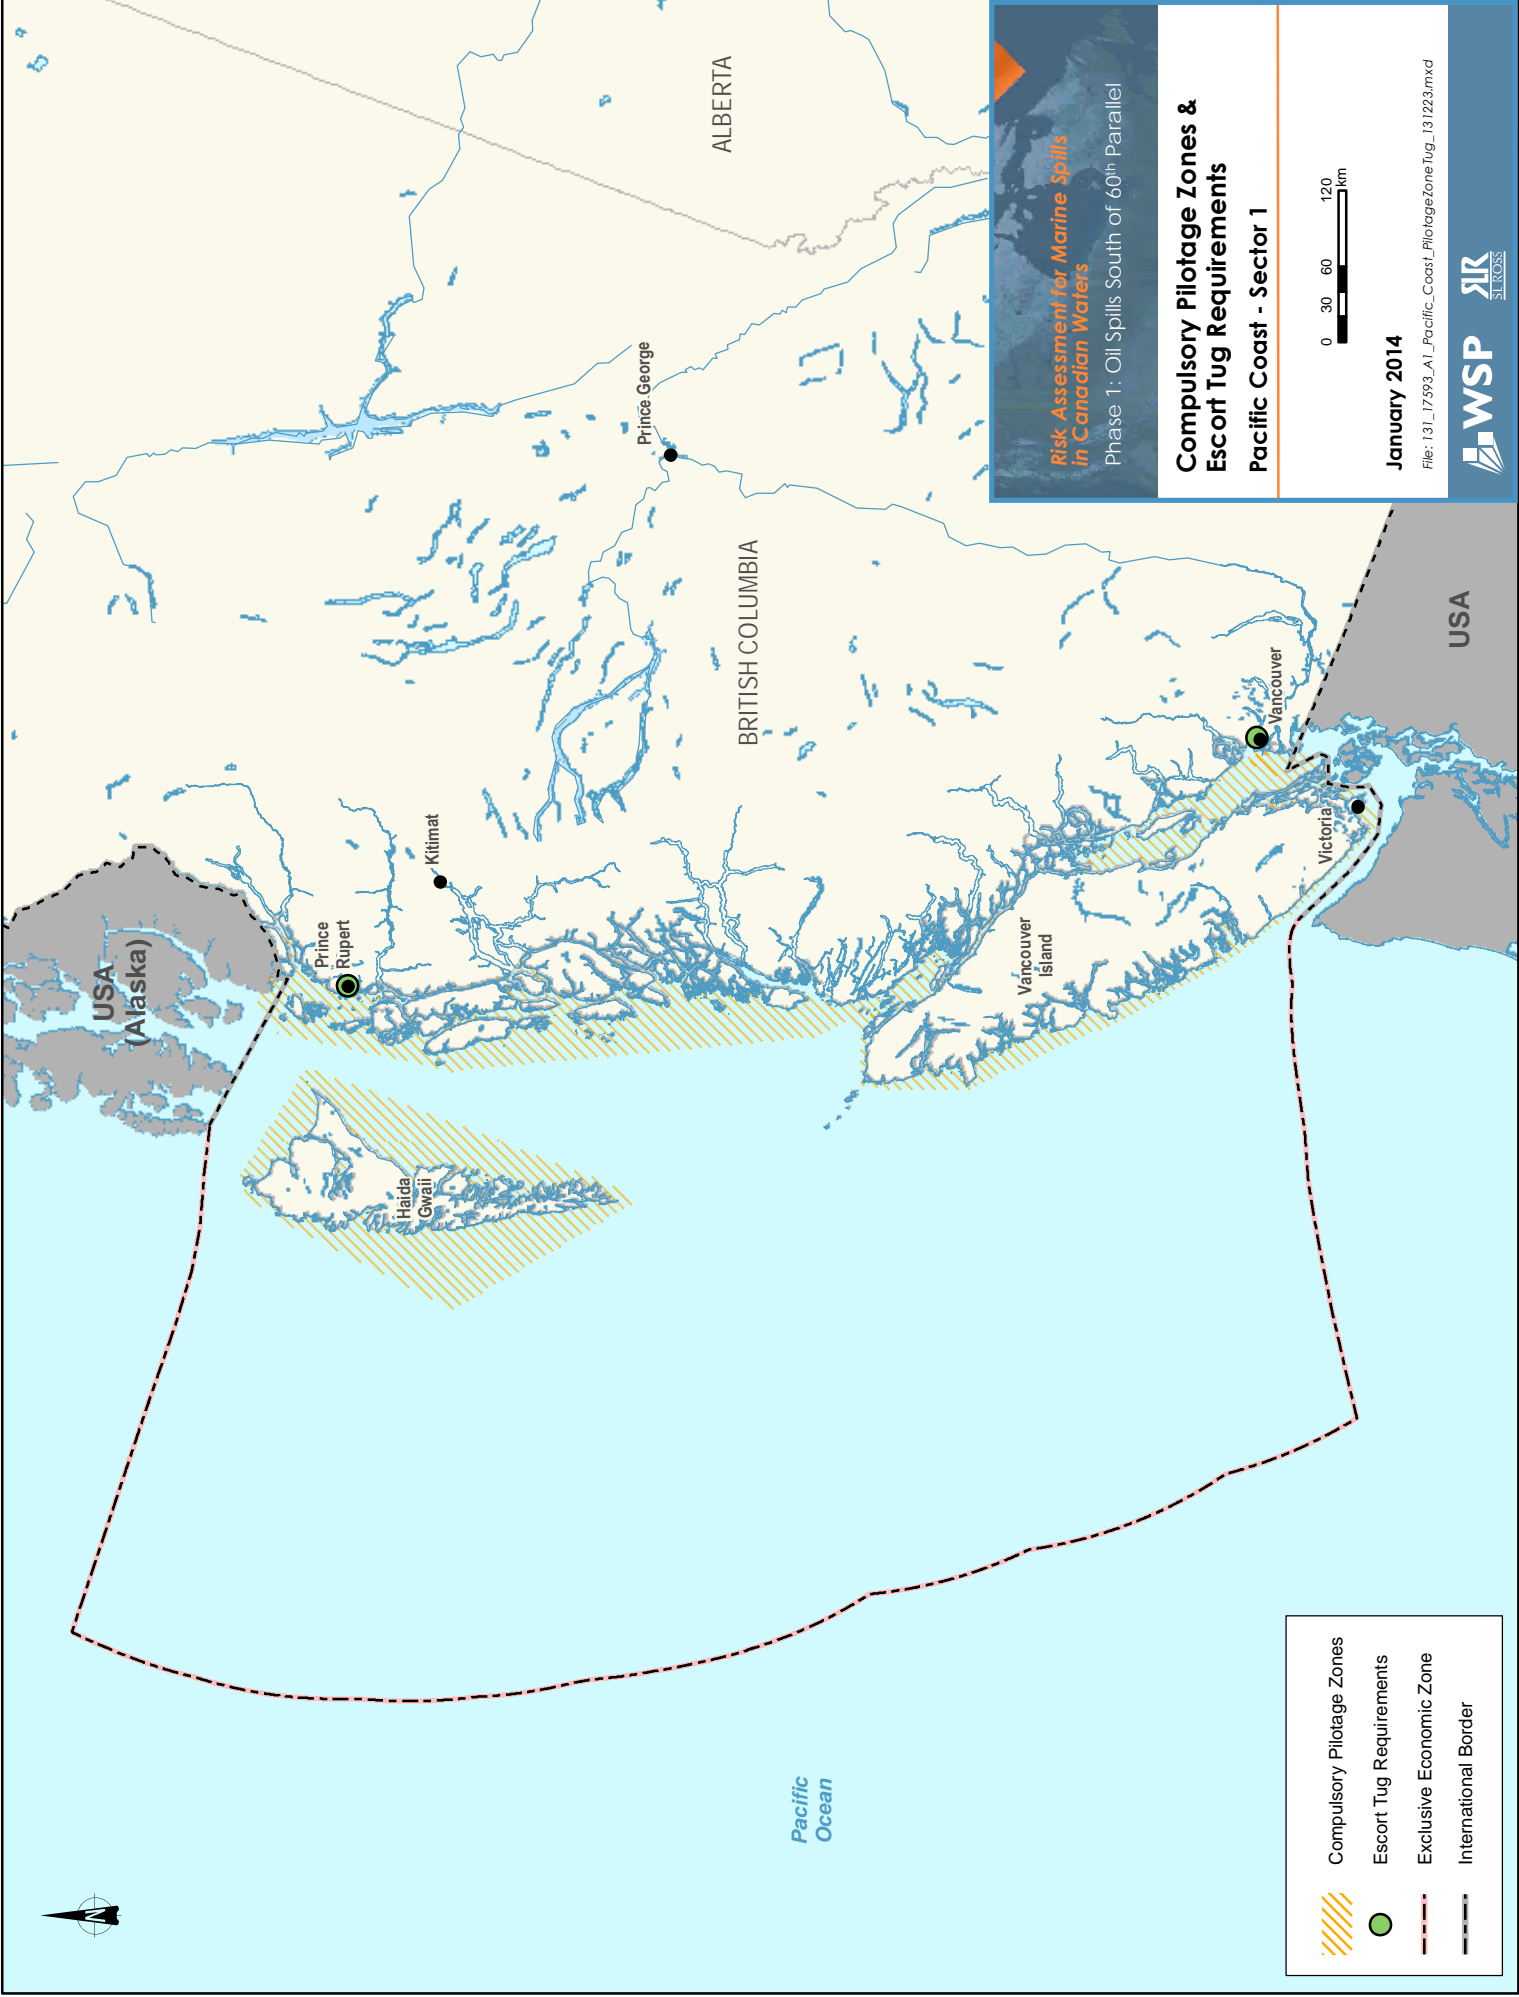 USA
(Alaska)
ALBERTA
Prince
Rupert
Kitimat
Prince George
Haida
Gwaii
BRITISH COLUMBIA
Pacific
Ocean
Vancouver
Island
Vancouver
Victoria
USA
N
Compulsory Pilotage Zones
Escort Tug Requirements
Exclusive Economic Zone
International Border
Risk Assessment for Marine Spills
in Canadian Waters
Phase 1: Oil Spills South of 60th Parallel
Compulsory Pilotage Zones &
Escort Tug Requirements
Pacific Coast - Sector 1
0 30 60 120
km
January 2014
File: 131_17593_A1_Pacific_Coast_PilotageZoneTug_131223.mxd
WSP
SLR
SL ROSS